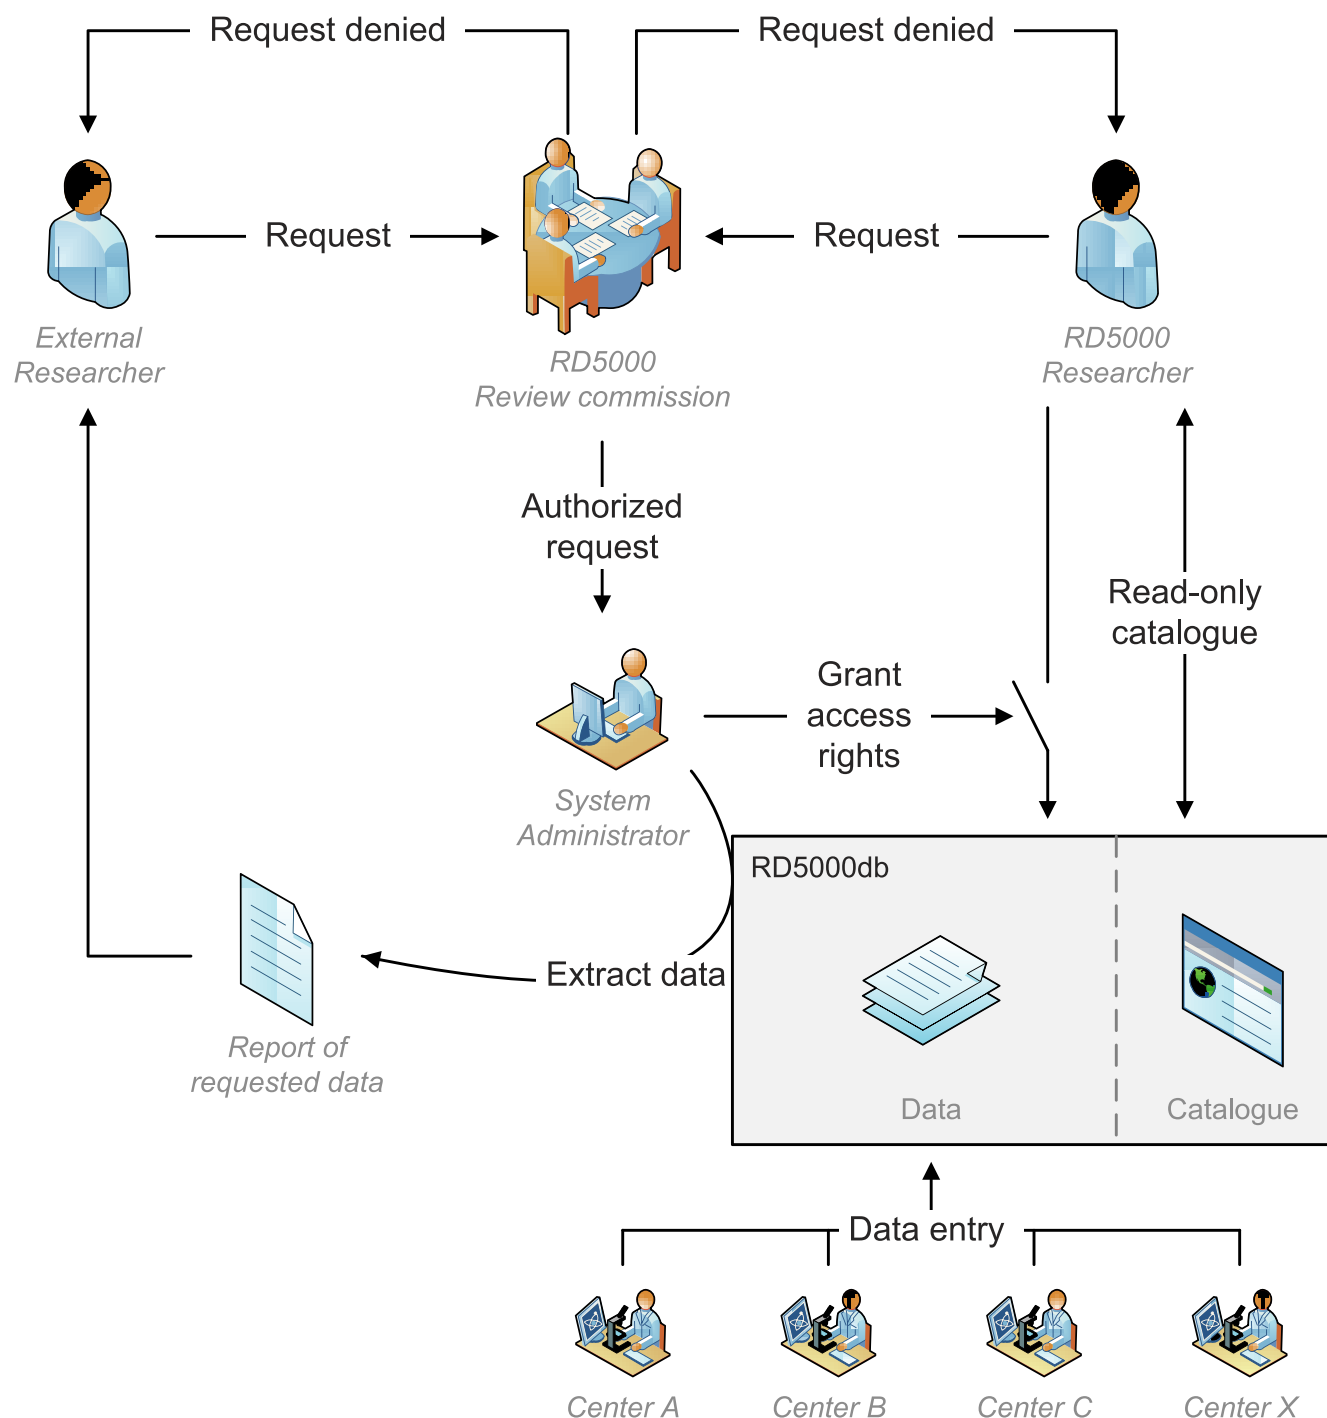 Request denied
Request denied
Request
Request
External
Researcher
RD5000
Review commission
RD5000
Researcher
Authorized
request
Read-only
catalogue
Grant
access
rights
System
Administrator
RD5000db
Extract data
Report of
requested data
Data
Catalogue
Data entry
Center A
Center B
Center C
Center X